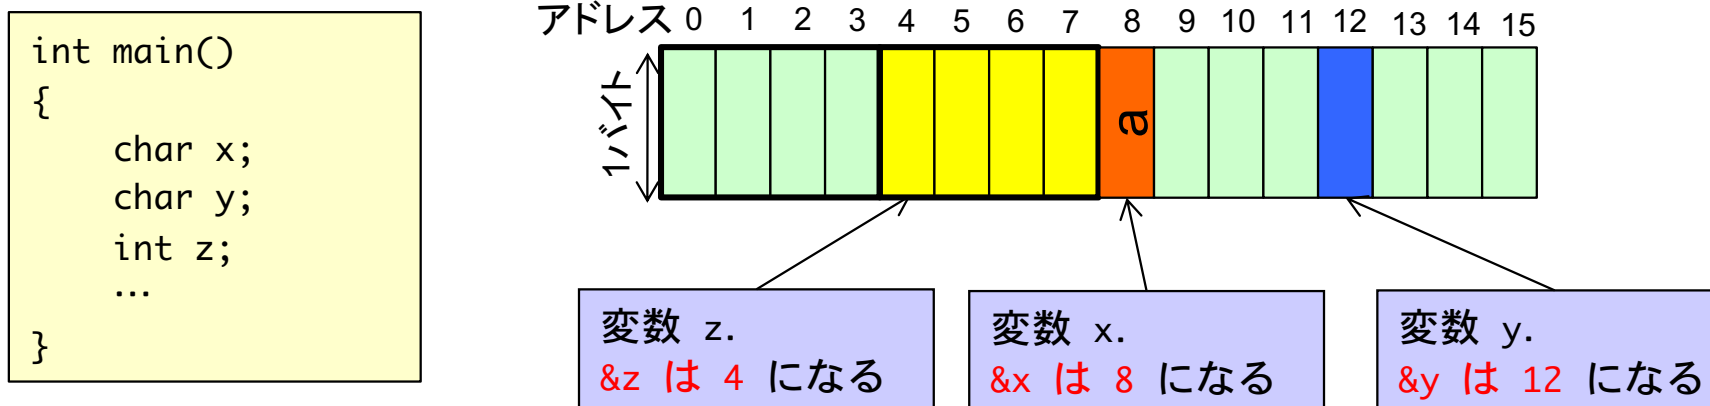 int main()
{
char x;
char y;
int z;
…
}
アドレス 0 1 2 3 4 5 6 7 8 9 10 11 12 13 14 15
1バイト
a
変数 z.
&z は 4 になる
変数 x.
&x は 8 になる
変数 y.
&y は 12 になる